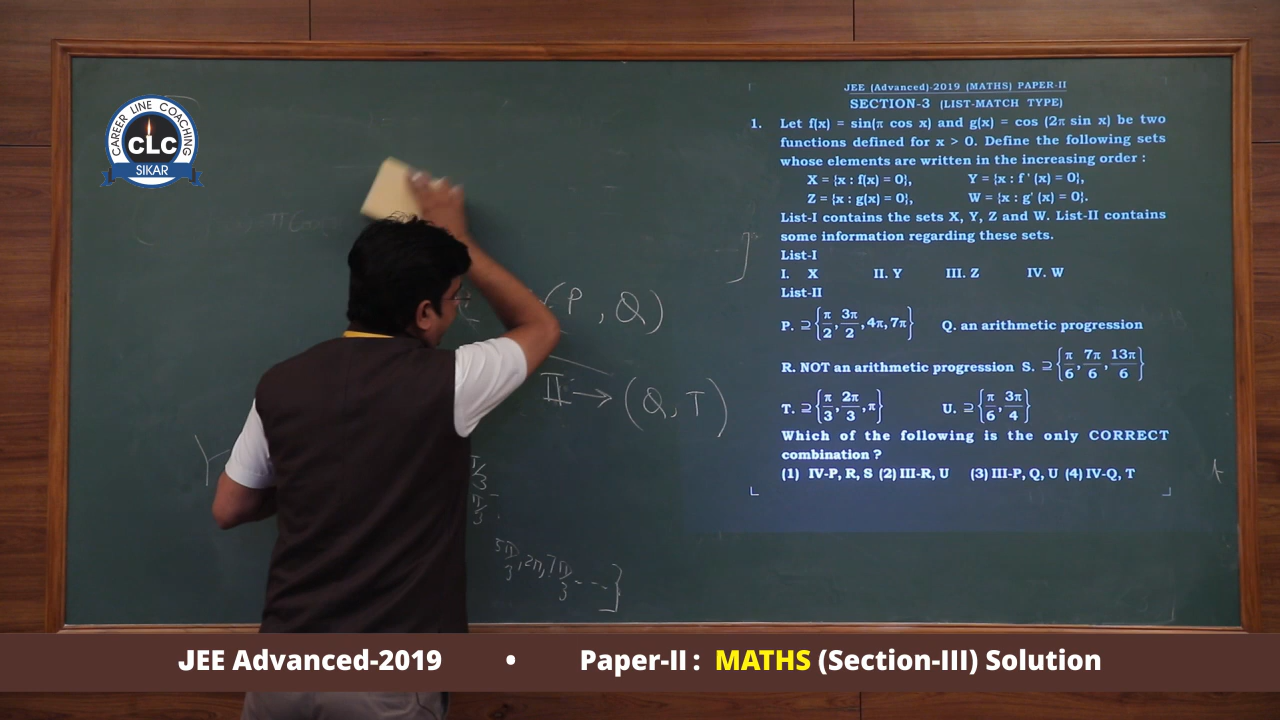 CAREER LINE COACHING
CLC
SIKAR
(P, Q)
II → (Q, T)
Y
π/3
5π/3, 2π, 7π/3 - - - }
JEE (Advanced)-2019 (MATHS) PAPER-II
SECTION-3 (LIST-MATCH TYPE)
1. Let f(x) = sin(π cos x) and g(x) = cos (2π sin x) be two
functions defined for x > 0. Define the following sets
whose elements are written in the increasing order :
X = {x : f(x) = 0}, Y = {x : f ' (x) = 0},
Z = {x : g(x) = 0}, W = {x : g' (x) = 0}.
List-I contains the sets X, Y, Z and W. List-II contains
some information regarding these sets.
List-I
I. X II. Y III. Z IV. W
List-II
P. ⊇ {π/2, 3π/2, 4π, 7π} Q. an arithmetic progression
R. NOT an arithmetic progression S. ⊇ {π/6, 7π/6, 13π/6}
T. ⊇ {π/3, 2π/3, π} U. ⊇ {π/6, 3π/4}
Which of the following is the only CORRECT
combination ?
(1) IV-P, R, S (2) III-R, U (3) III-P, Q, U (4) IV-Q, T
JEE Advanced-2019 • Paper-II : MATHS (Section-III) Solution